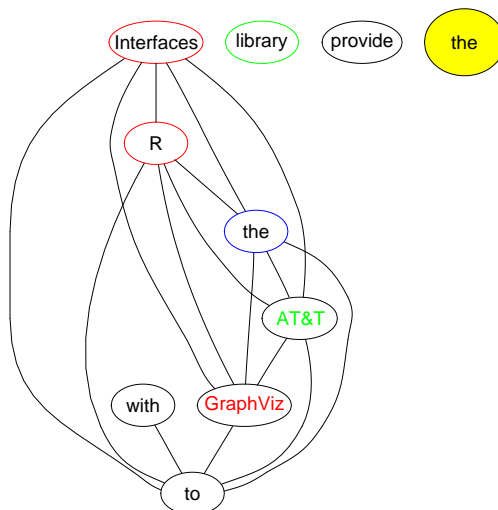 Interfaces library provide the
R
the
AT&T
with GraphViz
to